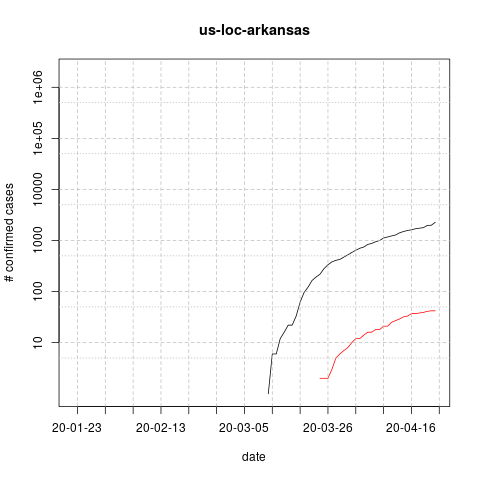 us-loc-arkansas
# confirmed cases
1e+06
1e+05
10000
1000
100
10
20-01-23
20-02-13
20-03-05
20-03-26
20-04-16
date